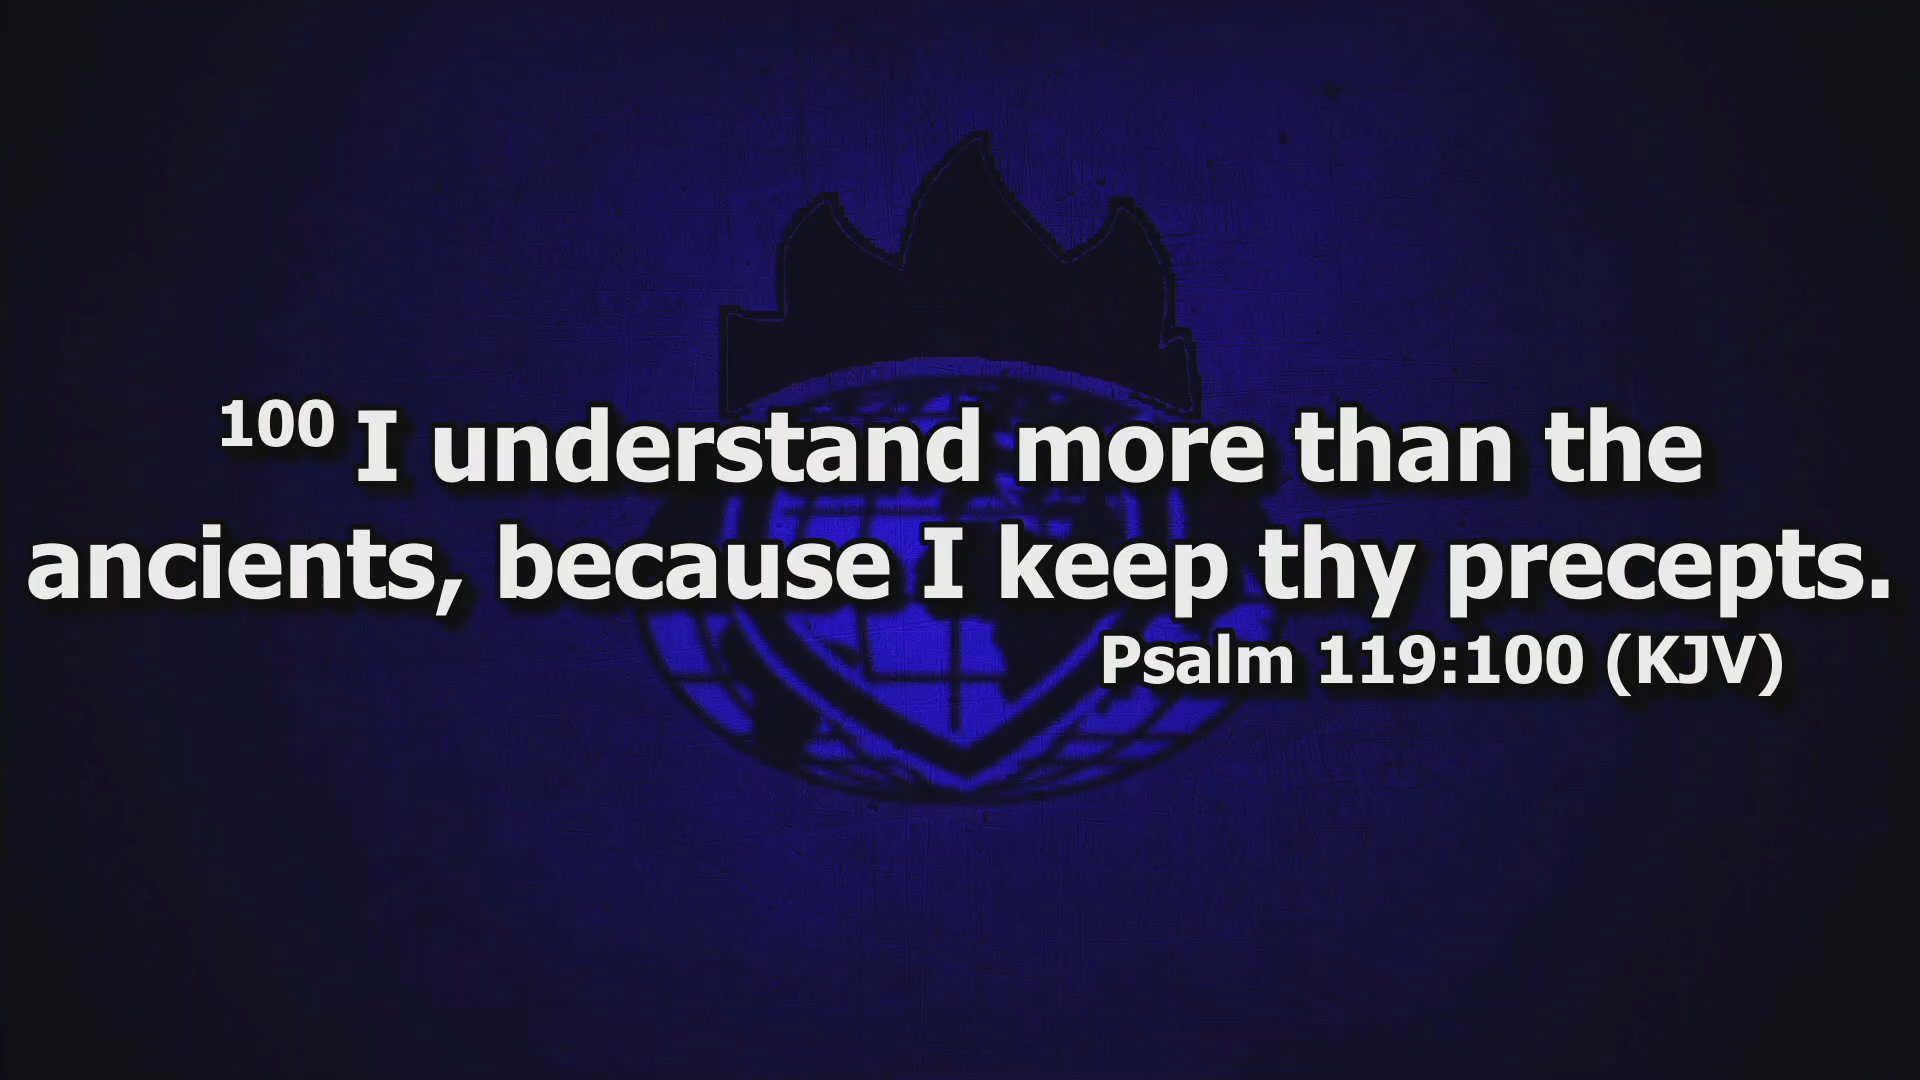 100 I understand more than the
ancients, because I keep thy precepts.
Psalm 119:100 (KJV)